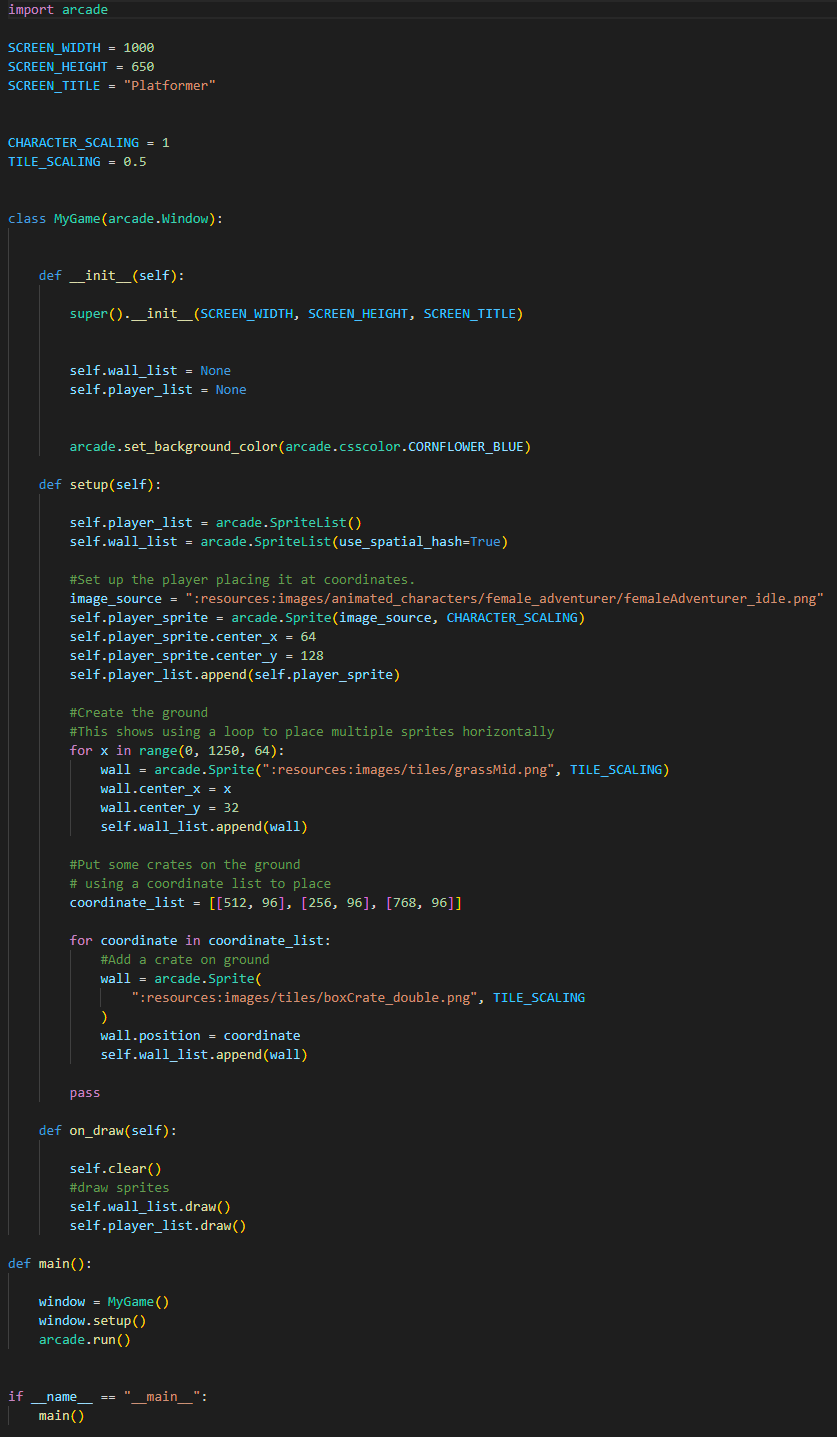 import arcade
SCREEN_WIDTH = 1000
SCREEN_HEIGHT = 650
SCREEN_TITLE = "Platformer"
CHARACTER_SCALING = 1
TILE_SCALING = 0.5
class MyGame(arcade.Window):
    def __init__(self):
        super().__init__(SCREEN_WIDTH, SCREEN_HEIGHT, SCREEN_TITLE)
        self.wall_list = None
        self.player_list = None
        arcade.set_background_color(arcade.csscolor.CORNFLOWER_BLUE)
    def setup(self):
        self.player_list = arcade.SpriteList()
        self.wall_list = arcade.SpriteList(use_spatial_hash=True)
        #Set up the player placing it at coordinates.
        image_source = ":resources:images/animated_characters/female_adventurer/femaleAdventurer_idle.png"
        self.player_sprite = arcade.Sprite(image_source, CHARACTER_SCALING)
        self.player_sprite.center_x = 64
        self.player_sprite.center_y = 128
        self.player_list.append(self.player_sprite)
        #Create the ground
        #This shows using a loop to place multiple sprites horizontally
        for x in range(0, 1250, 64):
            wall = arcade.Sprite(":resources:images/tiles/grassMid.png", TILE_SCALING)
            wall.center_x = x
            wall.center_y = 32
            self.wall_list.append(wall)
        #Put some crates on the ground
        # using a coordinate list to place
        coordinate_list = [[512, 96], [256, 96], [768, 96]]
        for coordinate in coordinate_list:
            #Add a crate on ground
            wall = arcade.Sprite(
                ":resources:images/tiles/boxCrate_double.png", TILE_SCALING
            )
            wall.position = coordinate
            self.wall_list.append(wall)
        pass
    def on_draw(self):
        self.clear()
        #draw sprites
        self.wall_list.draw()
        self.player_list.draw()
def main():
    window = MyGame()
    window.setup()
    arcade.run()
if __name__ == "__main__":
    main()